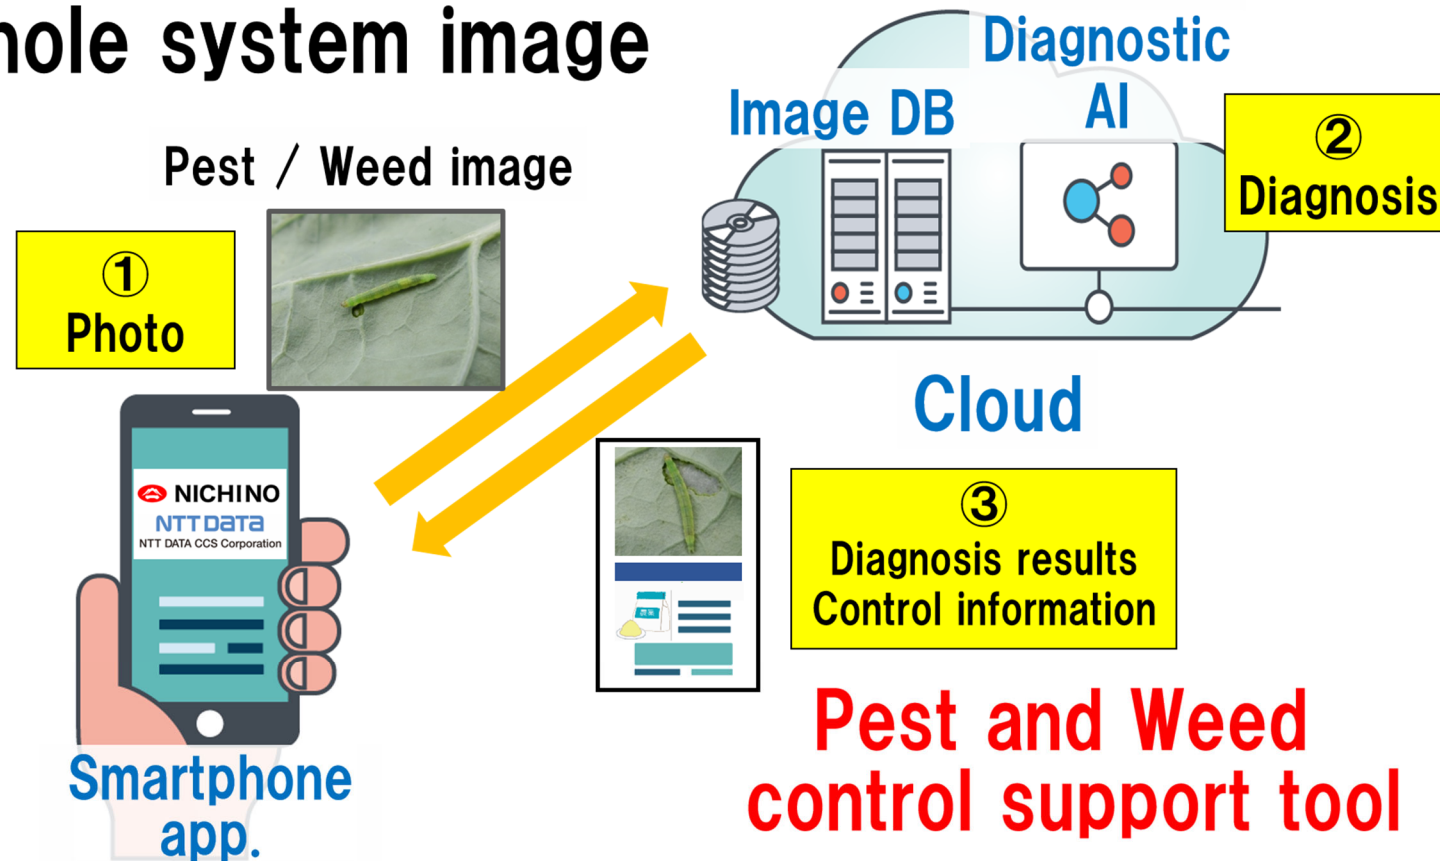 hole system image
Pest / Weed image
①
Photo
NICHINO
NTT DATA
NTT DATA CCS Corporation
Smartphone
app.
Image DB
Diagnostic
AI
②
Diagnosis
Cloud
③
Diagnosis results
Control information
Pest and Weed
control support tool